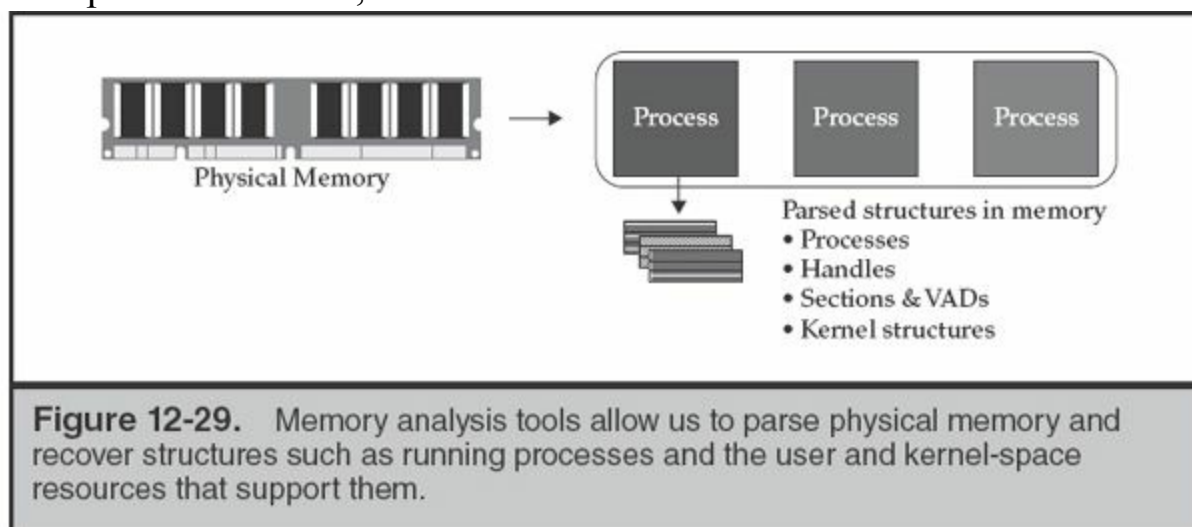 Process
Process
Process
Physical Memory
Parsed structures in memory
• Processes
• Handles
• Sections & VADs
• Kernel structures
Figure 12-29. Memory analysis tools allow us to parse physical memory and
recover structures such as running processes and the user and kernel-space
resources that support them.